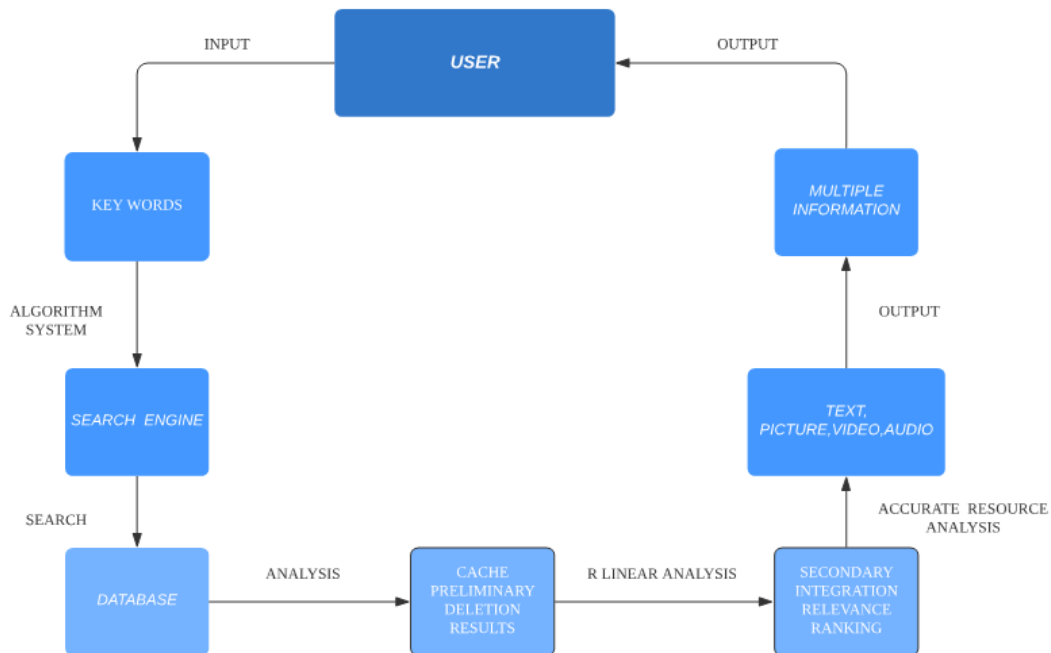 INPUT
USER
OUTPUT
KEY WORDS
MULTIPLE
INFORMATION
ALGORITHM
SYSTEM
OUTPUT
SEARCH ENGINE
TEXT,
PICTURE,VIDEO,AUDIO
SEARCH
ACCURATE RESOURCE
ANALYSIS
DATABASE
ANALYSIS
CACHE
PRELIMINARY
DELETION
RESULTS
R LINEAR ANALYSIS
SECONDARY
INTEGRATION
RELEVANCE
RANKING